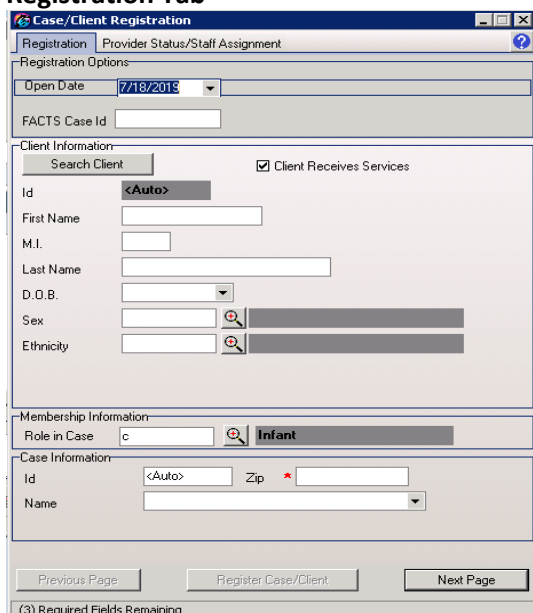 Registration Tab
Case/Client Registration
Registration Provider Status/Staff Assignment
Registration Options
Open Date 7/18/2019
FACTS Case Id
Client Information
Search Client Client Receives Services
Id <Auto>
First Name
M.I.
Last Name
D.O.B.
Sex
Ethnicity
Membership Information
Role in Case c Infant
Case Information
Id <Auto> Zip *
Name
Previous Page Register Case/Client Next Page
(3) Required Fields Remaining